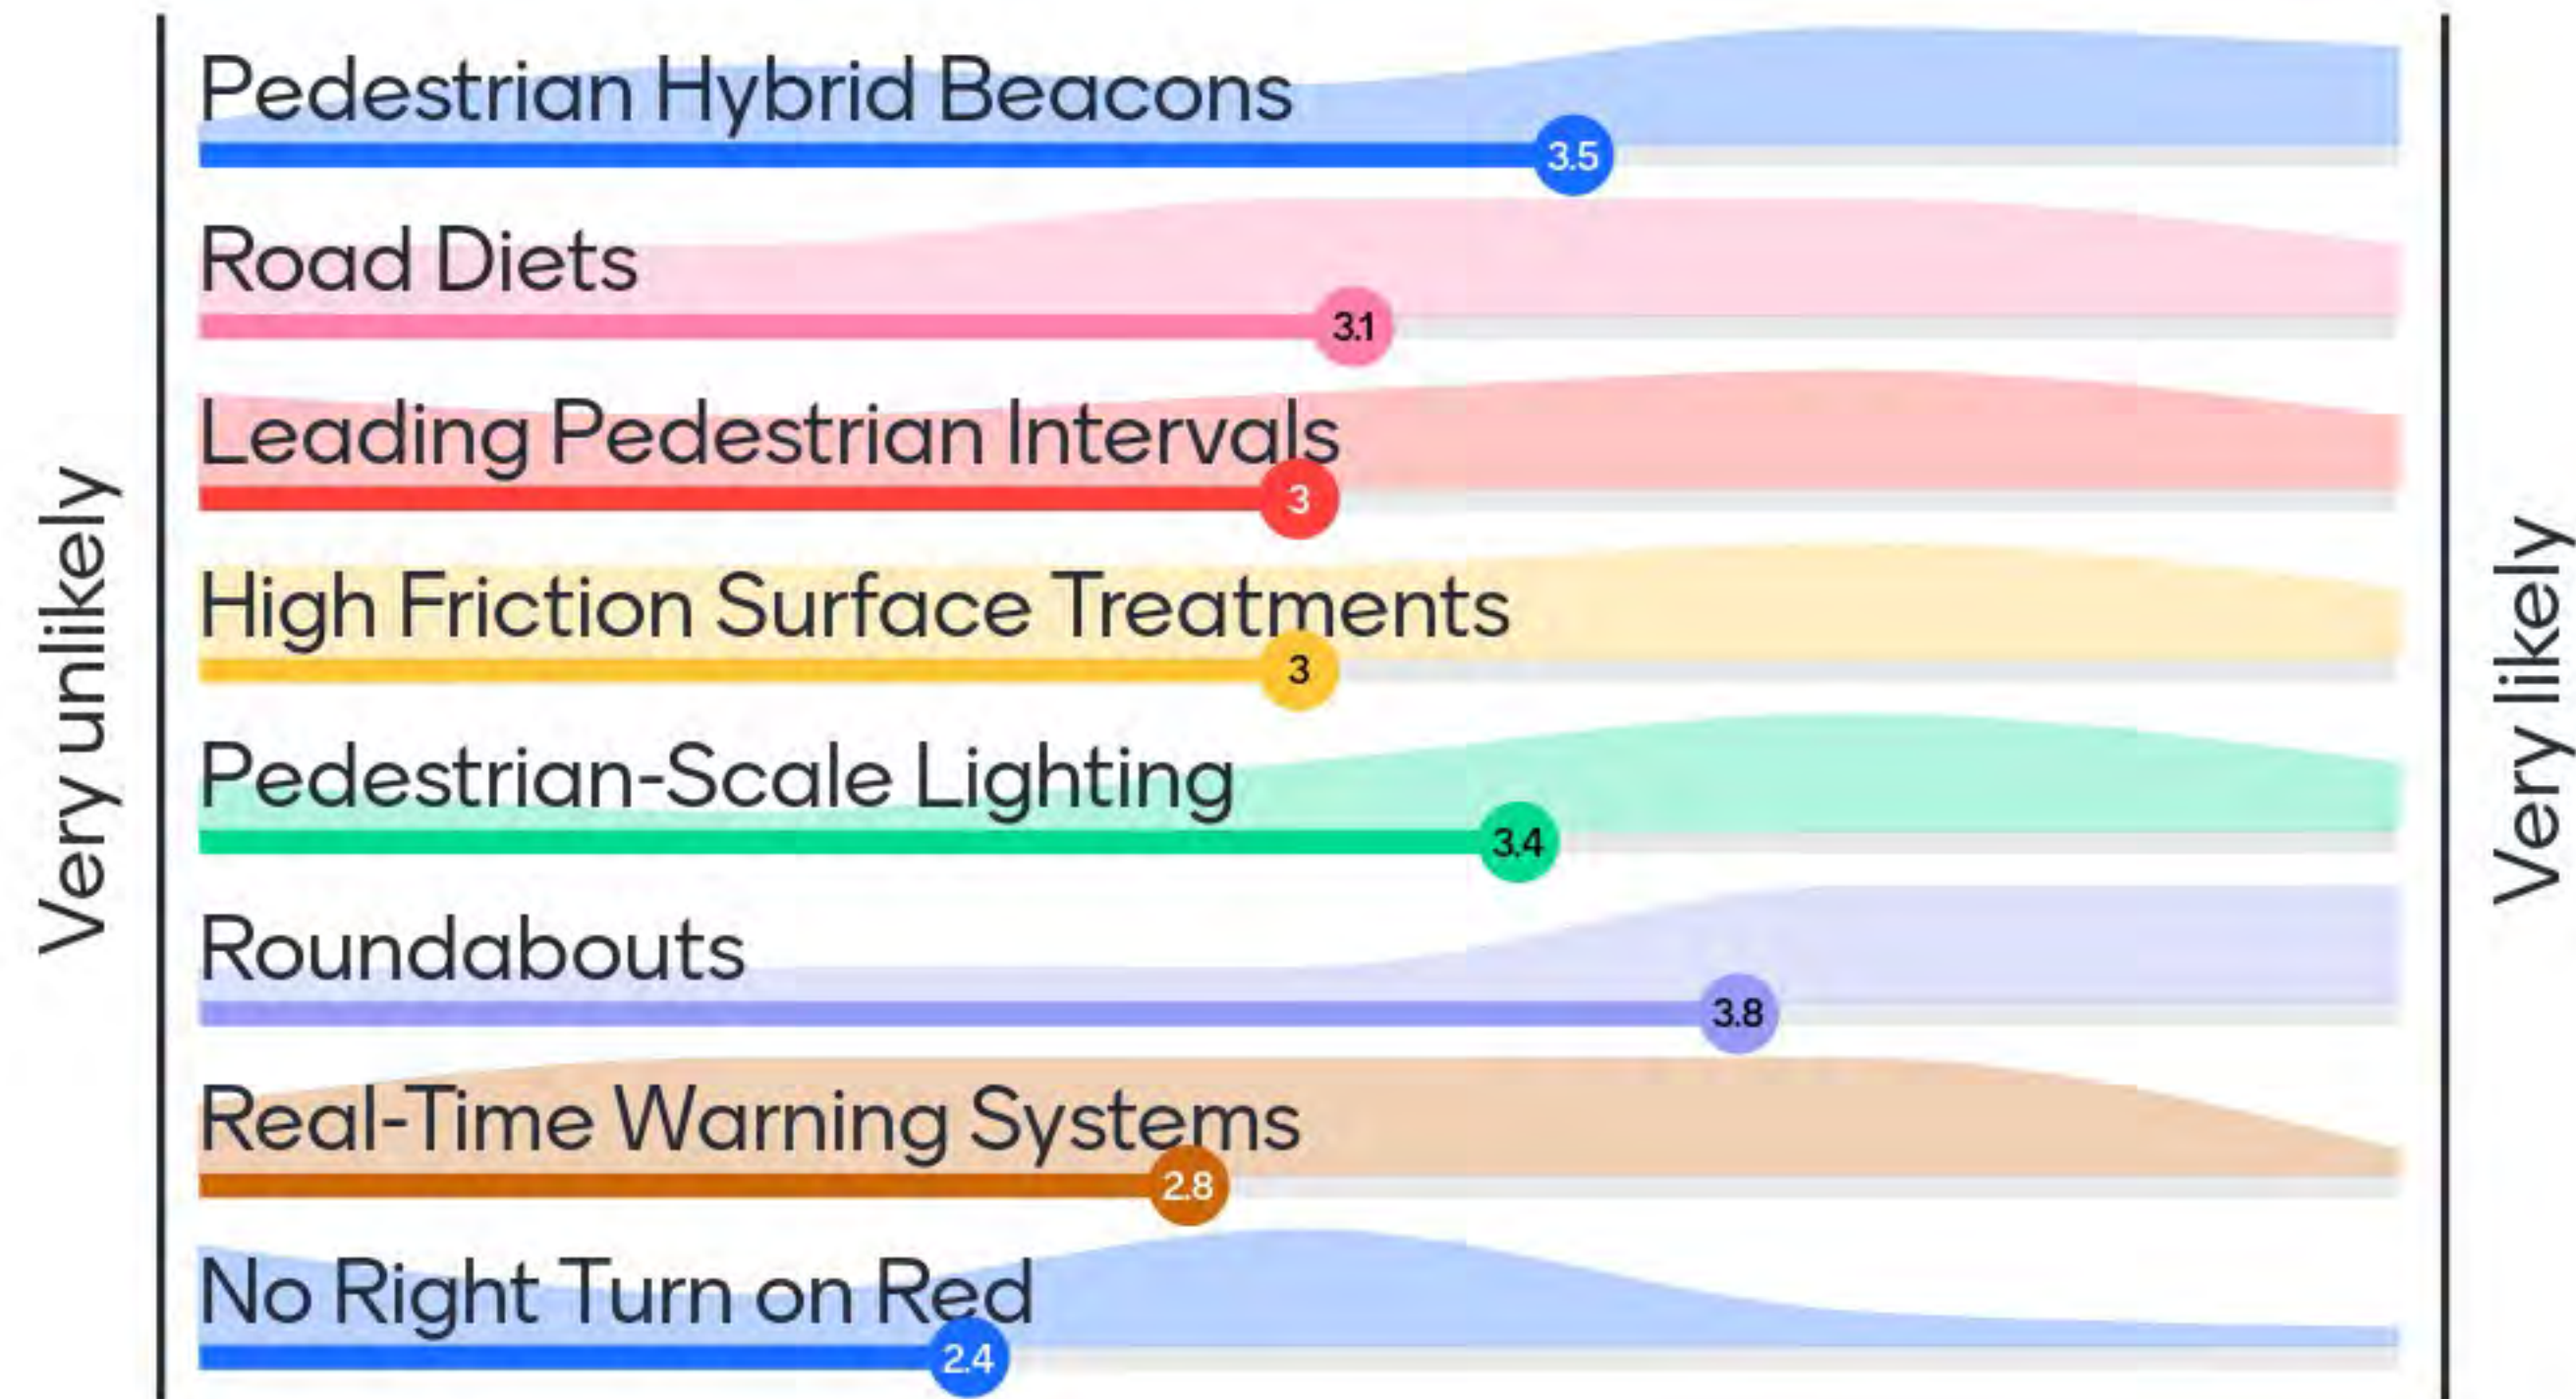 Very unlikely
Pedestrian Hybrid Beacons
3.5
Road Diets
3.1
Leading Pedestrian Intervals
3
High Friction Surface Treatments
3
Pedestrian-Scale Lighting
3.4
Roundabouts
3.8
Real-Time Warning Systems
2.8
No Right Turn on Red
2.4
Very likely